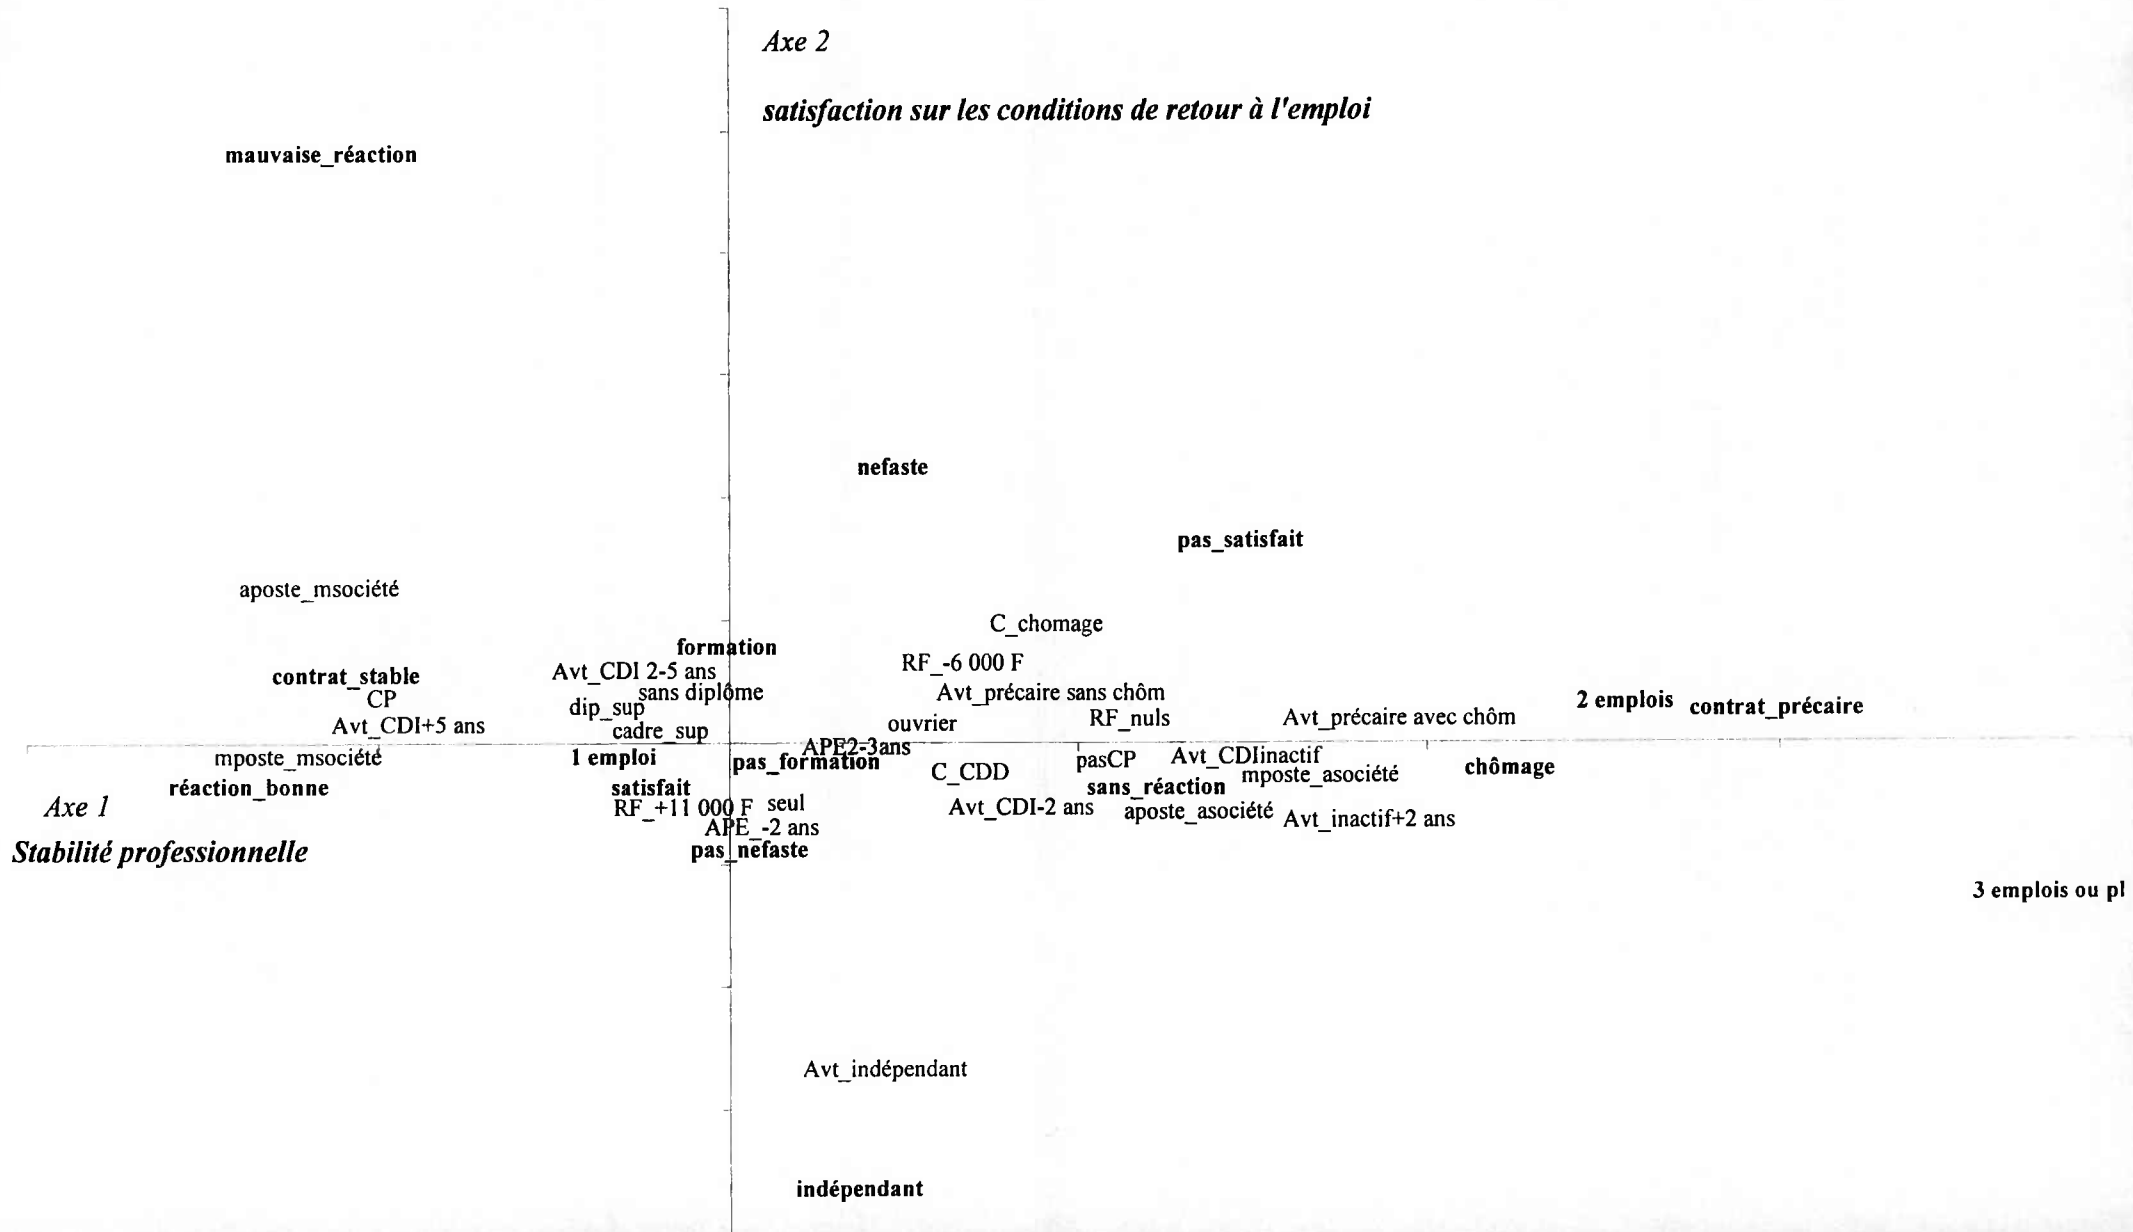 Axe 2
satisfaction sur les conditions de retour à l'emploi
mauvaise_réaction
nefaste
pas_satisfait
aposte_msociété
C_chomage
formation
RF_-6 000 F
Avt_CDI 2-5 ans
contrat_stable
sans diplôme
Avt_précaire sans chôm
CP
2 emplois
contrat_précaire
dip_sup
RF_nuls
Avt_précaire avec chôm
Avt_CDI+5 ans
ouvrier
cadre_sup
APE2-3ans
mposte_msociété
1 emploi
pas_formation
pasCP
Avt_CDIinactif
chômage
C_CDD
mposte_asociété
réaction_bonne
satisfait
sans_réaction
Axe 1
RF_+11 000 F
seul
Avt_CDI-2 ans
aposte_asociété
Avt_inactif+2 ans
APE_-2 ans
Stabilité professionnelle
pas_nefaste
3 emplois ou pl
Avt_indépendant
indépendant